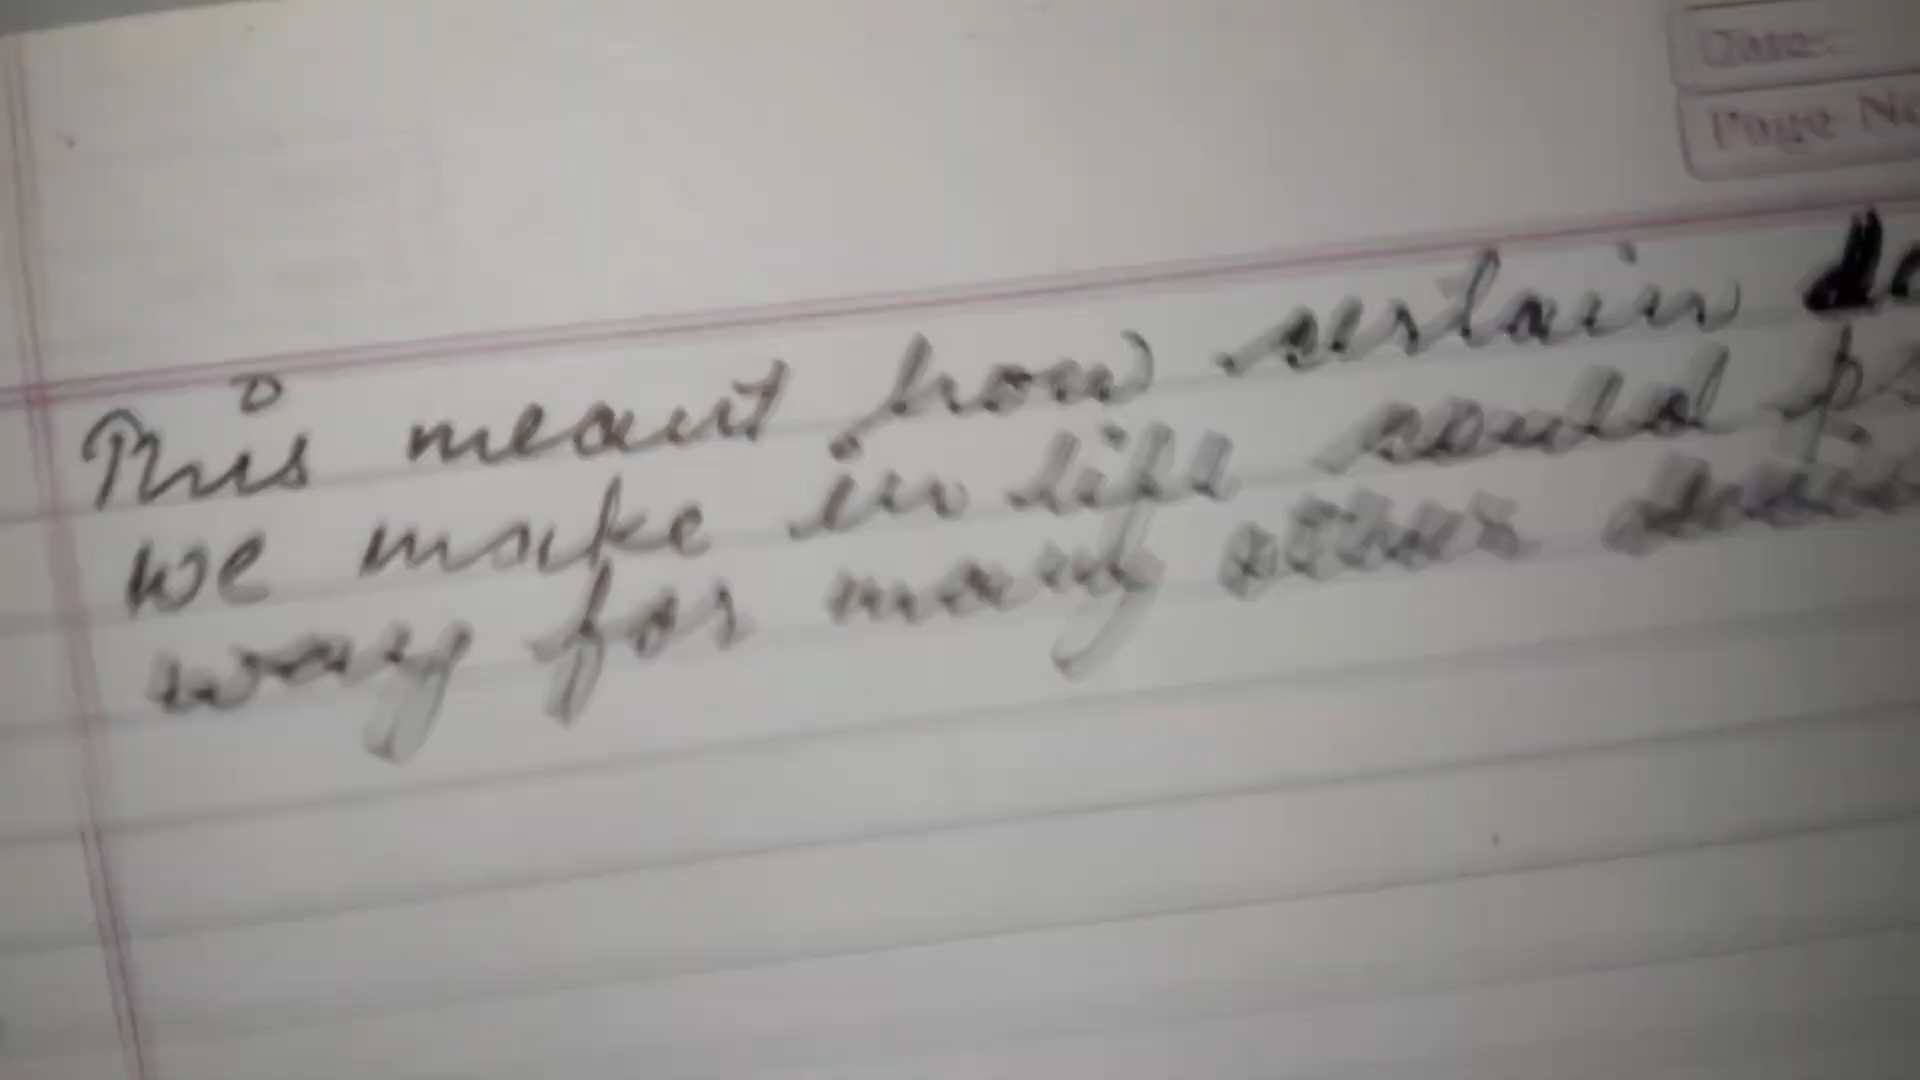 Date:
Page No
This meant how certain
we make in life could
way for many other